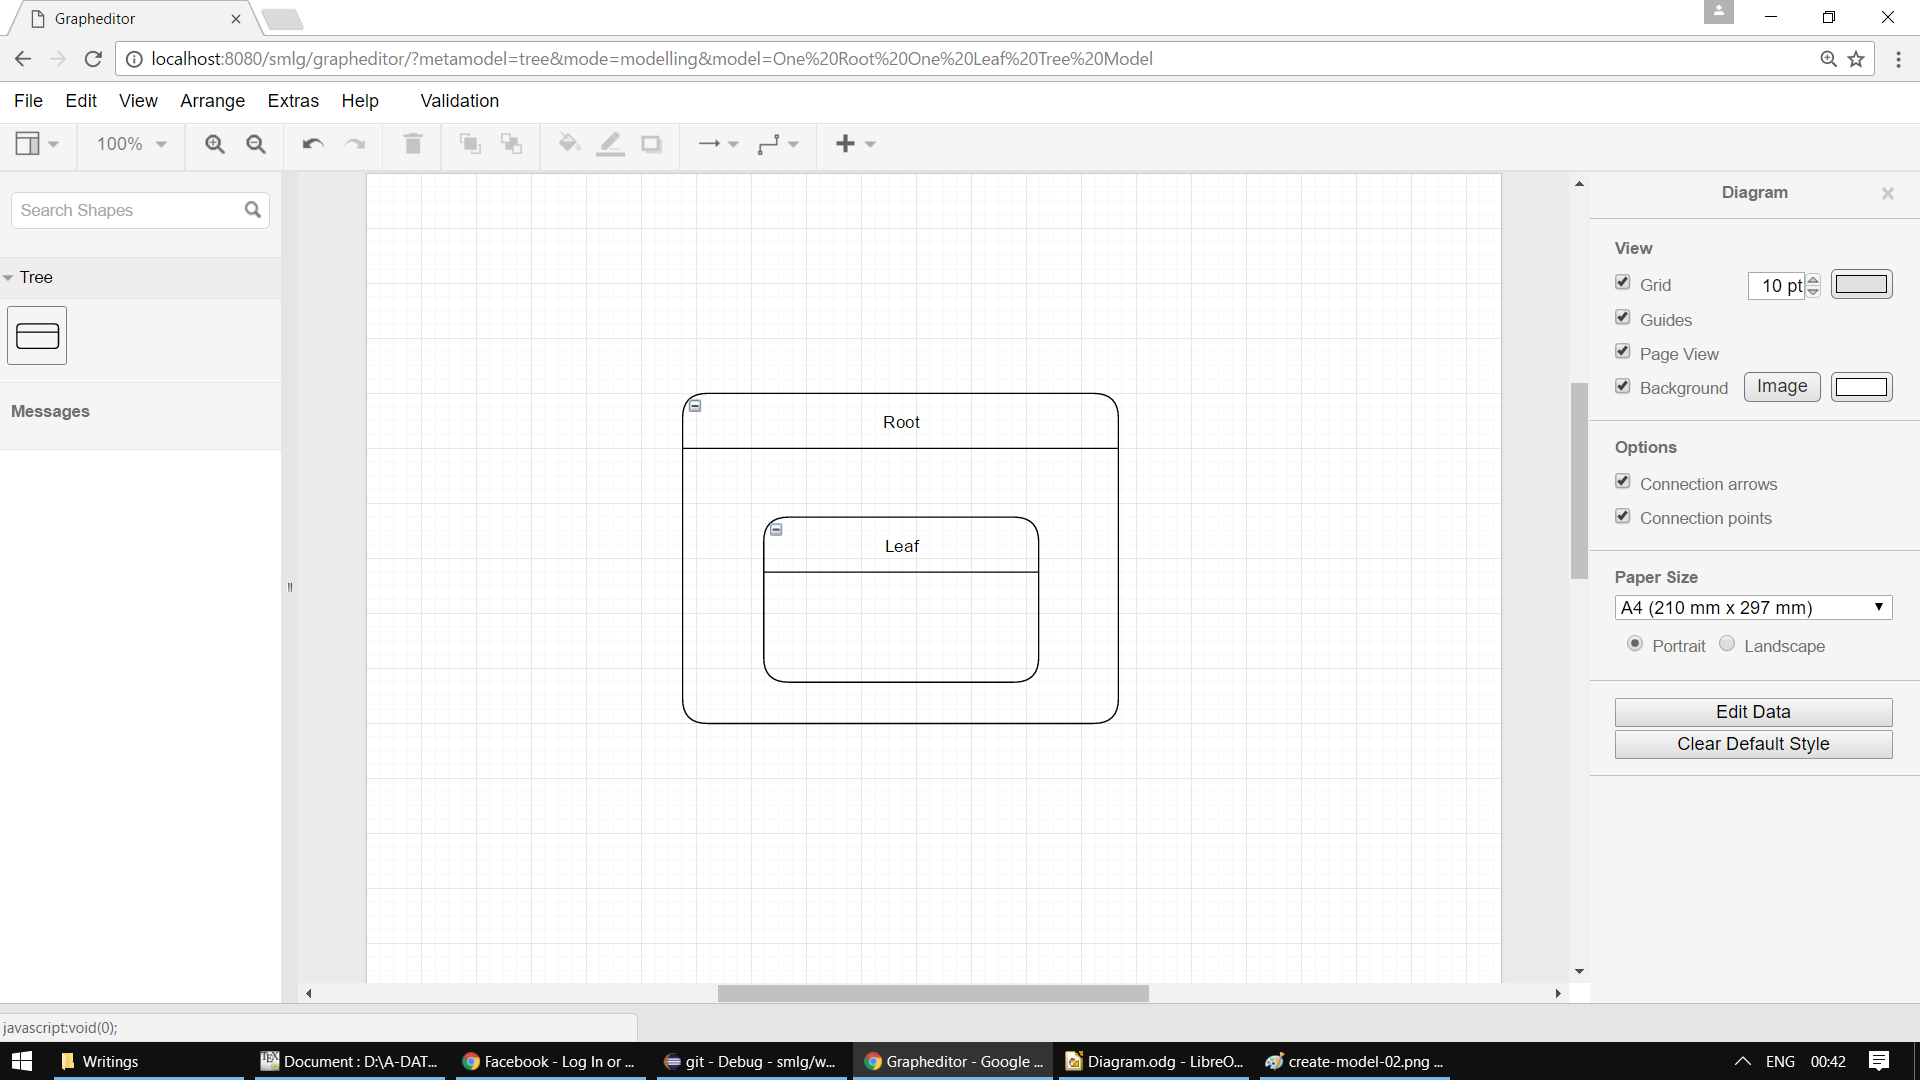 Grapheditor
localhost:8080/smlg/grapheditor/?metamodel=tree&mode=modelling&model=One%20Root%20One%20Leaf%20Tree%20Model
File Edit View Arrange Extras Help Validation
100%
Search Shapes
Tree
Messages
Root
Leaf
Diagram
View
Grid 10 pt
Guides
Page View
Background Image
Options
Connection arrows
Connection points
Paper Size
A4 (210 mm x 297 mm)
Portrait Landscape
Edit Data
Clear Default Style
javascript:void(0);
Writings Document : D:\A-DAT... Facebook - Log In or ... git - Debug - smlg/w... Grapheditor - Google ... Diagram.odg - LibreO... create-model-02.png ... ENG 00:42